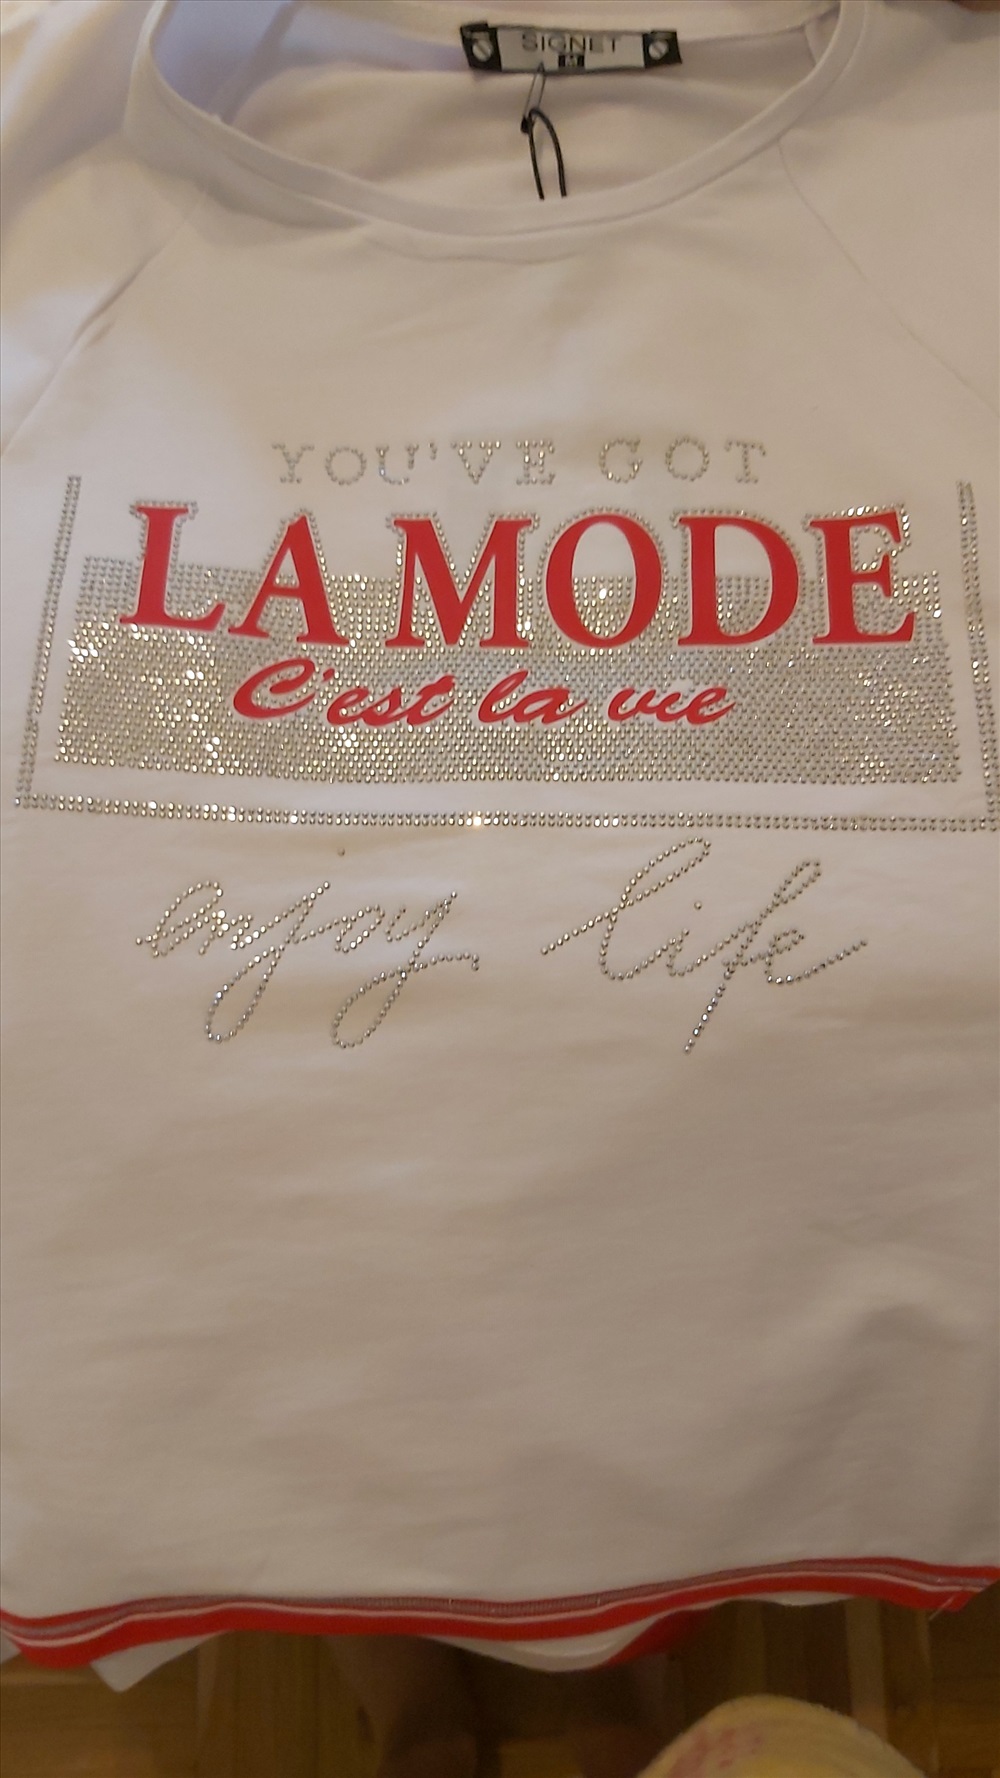 SIGNET
M
YOU'VE GOT
LA MODE
C'est la vie
enjoy life